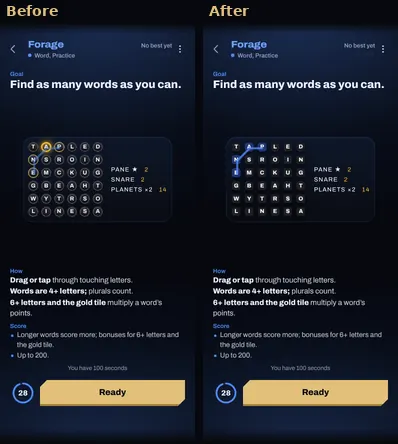 Before
Forage
No best yet
Word, Practice
Goal
Find as many words as you can.
T A P L E D
N S R O I N
E M C K U G
G B E A H T
W Y T R S O
L I N E S A
PANE ★ 2
SNARE 2
PLANETS ×2 14
How
Drag or tap through touching letters.
Words are 4+ letters; plurals count.
6+ letters and the gold tile multiply a word's
points.
Score
• Longer words score more; bonuses for 6+ letters and
the goal tile.
• Up to 200.
You have 100 seconds
28
Ready
After
Forage
No best yet
Word, Practice
Goal
Find as many words as you can.
T A P L E D
N S R O I N
E M C K U G
G B E A H T
W Y T R S O
L I N E S A
PANE ★ 2
SNARE 2
PLANETS ×2 14
How
Drag or tap through touching letters.
Words are 4+ letters; plurals count.
6+ letters and the gold tile multiply a word's
points.
Score
• Longer words score more; bonuses for 6+ letters and
the goal tile.
• Up to 200.
You have 100 seconds
28
Ready